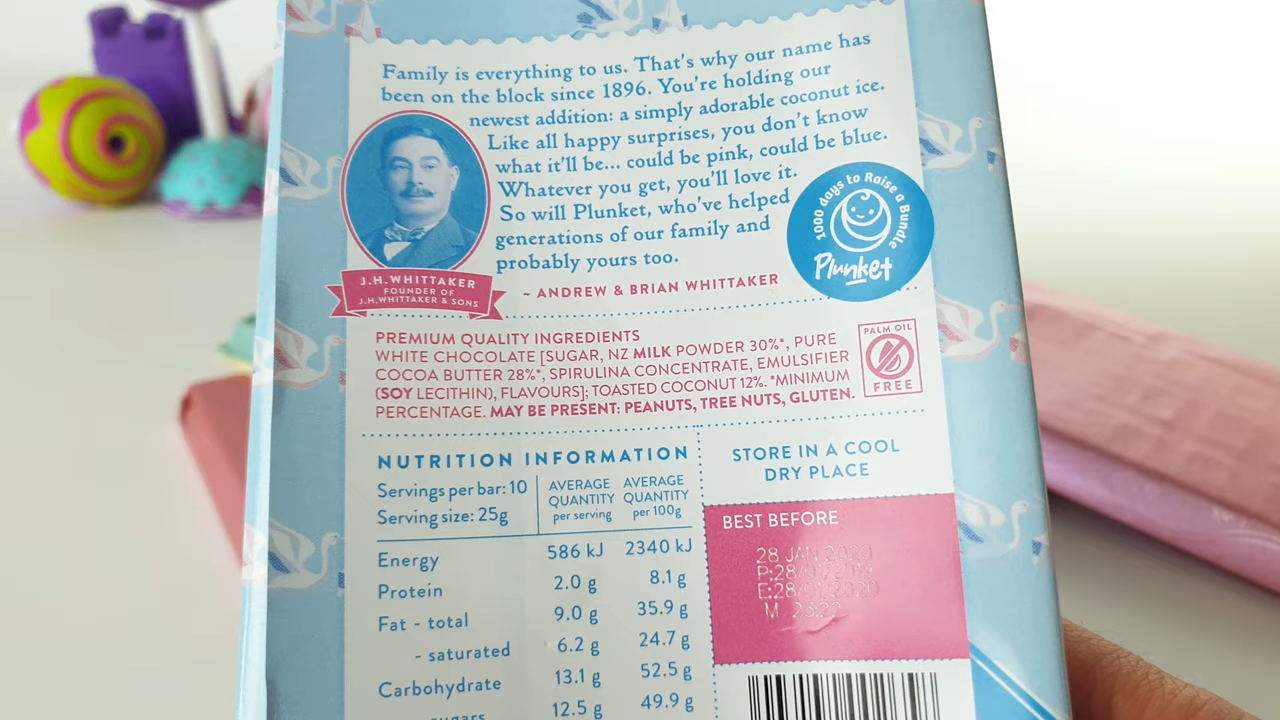 Family is everything to us. That's why our name has
been on the block since 1896. You're holding our
newest addition: a simply adorable coconut ice.
Like all happy surprises, you don't know
what it'll be... could be pink, could be blue.
Whatever you get, you'll love it.
So will Plunket, who've helped
generations of our family and
probably yours too.
~ ANDREW & BRIAN WHITTAKER
J.H.WHITTAKER
FOUNDER OF
J.H.WHITTAKER & SONS
1000 days to Raise a Bundle
Plunket
PREMIUM QUALITY INGREDIENTS
WHITE CHOCOLATE [SUGAR, NZ MILK POWDER 30%*, PURE
COCOA BUTTER 28%*, SPIRULINA CONCENTRATE, EMULSIFIER
(SOY LECITHIN), FLAVOURS]; TOASTED COCONUT 12%. *MINIMUM
PERCENTAGE. MAY BE PRESENT: PEANUTS, TREE NUTS, GLUTEN.
PALM OIL
FREE
NUTRITION INFORMATION
Servings per bar: 10
Serving size: 25g
AVERAGE
QUANTITY
per serving
AVERAGE
QUANTITY
per 100g
Energy 586 kJ 2340 kJ
Protein 2.0 g 8.1 g
Fat - total 9.0 g 35.9 g
- saturated 6.2 g 24.7 g
Carbohydrate 13.1 g 52.5 g
sugars 12.5 g 49.9 g
STORE IN A COOL
DRY PLACE
BEST BEFORE
28 JAN 2020